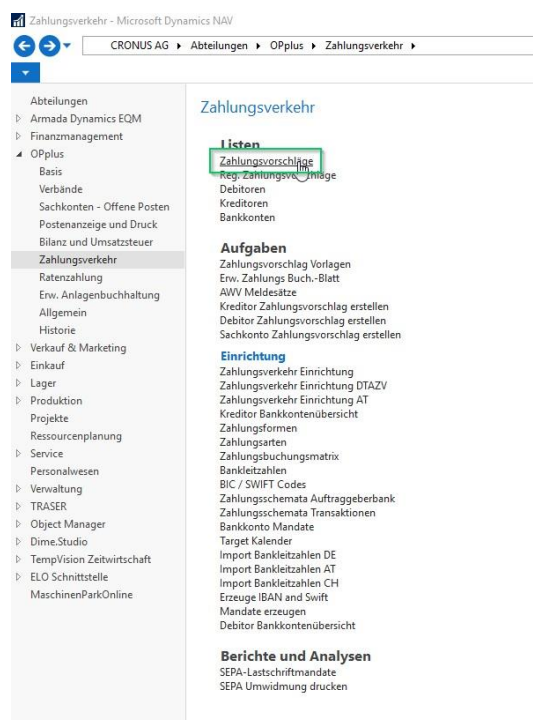 Zahlungsverkehr - Microsoft Dynamics NAV
CRONUS AG ▸ Abteilungen ▸ OPplus ▸ Zahlungsverkehr ▸
Abteilungen
Armada Dynamics EQM
Finanzmanagement
OPplus
Basis
Verbände
Sachkonten - Offene Posten
Postenanzeige und Druck
Bilanz und Umsatzsteuer
Zahlungsverkehr
Ratenzahlung
Erw. Anlagenbuchhaltung
Allgemein
Historie
Verkauf & Marketing
Einkauf
Lager
Produktion
Projekte
Ressourcenplanung
Service
Personalwesen
Verwaltung
TRASER
Object Manager
Dime.Studio
TempVision Zeitwirtschaft
ELO Schnittstelle
MaschinenParkOnline
Zahlungsverkehr
Listen
Zahlungsvorschläge
Reg. Zahlungsvorschläge
Debitoren
Kreditoren
Bankkonten
Aufgaben
Zahlungsvorschlag Vorlagen
Erw. Zahlungs Buch.-Blatt
AWV Meldesätze
Kreditor Zahlungsvorschlag erstellen
Debitor Zahlungsvorschlag erstellen
Sachkonto Zahlungsvorschlag erstellen
Einrichtung
Zahlungsverkehr Einrichtung
Zahlungsverkehr Einrichtung DTAZV
Zahlungsverkehr Einrichtung AT
Kreditor Bankkontenübersicht
Zahlungsformen
Zahlungsarten
Zahlungsbuchungsmatrix
Bankleitzahlen
BIC / SWIFT Codes
Zahlungsschemata Auftraggeberbank
Zahlungsschemata Transaktionen
Bankkonto Mandate
Target Kalender
Import Bankleitzahlen DE
Import Bankleitzahlen AT
Import Bankleitzahlen CH
Erzeuge IBAN and Swift
Mandate erzeugen
Debitor Bankkontenübersicht
Berichte und Analysen
SEPA-Lastschriftmandate
SEPA Umwidmung drucken